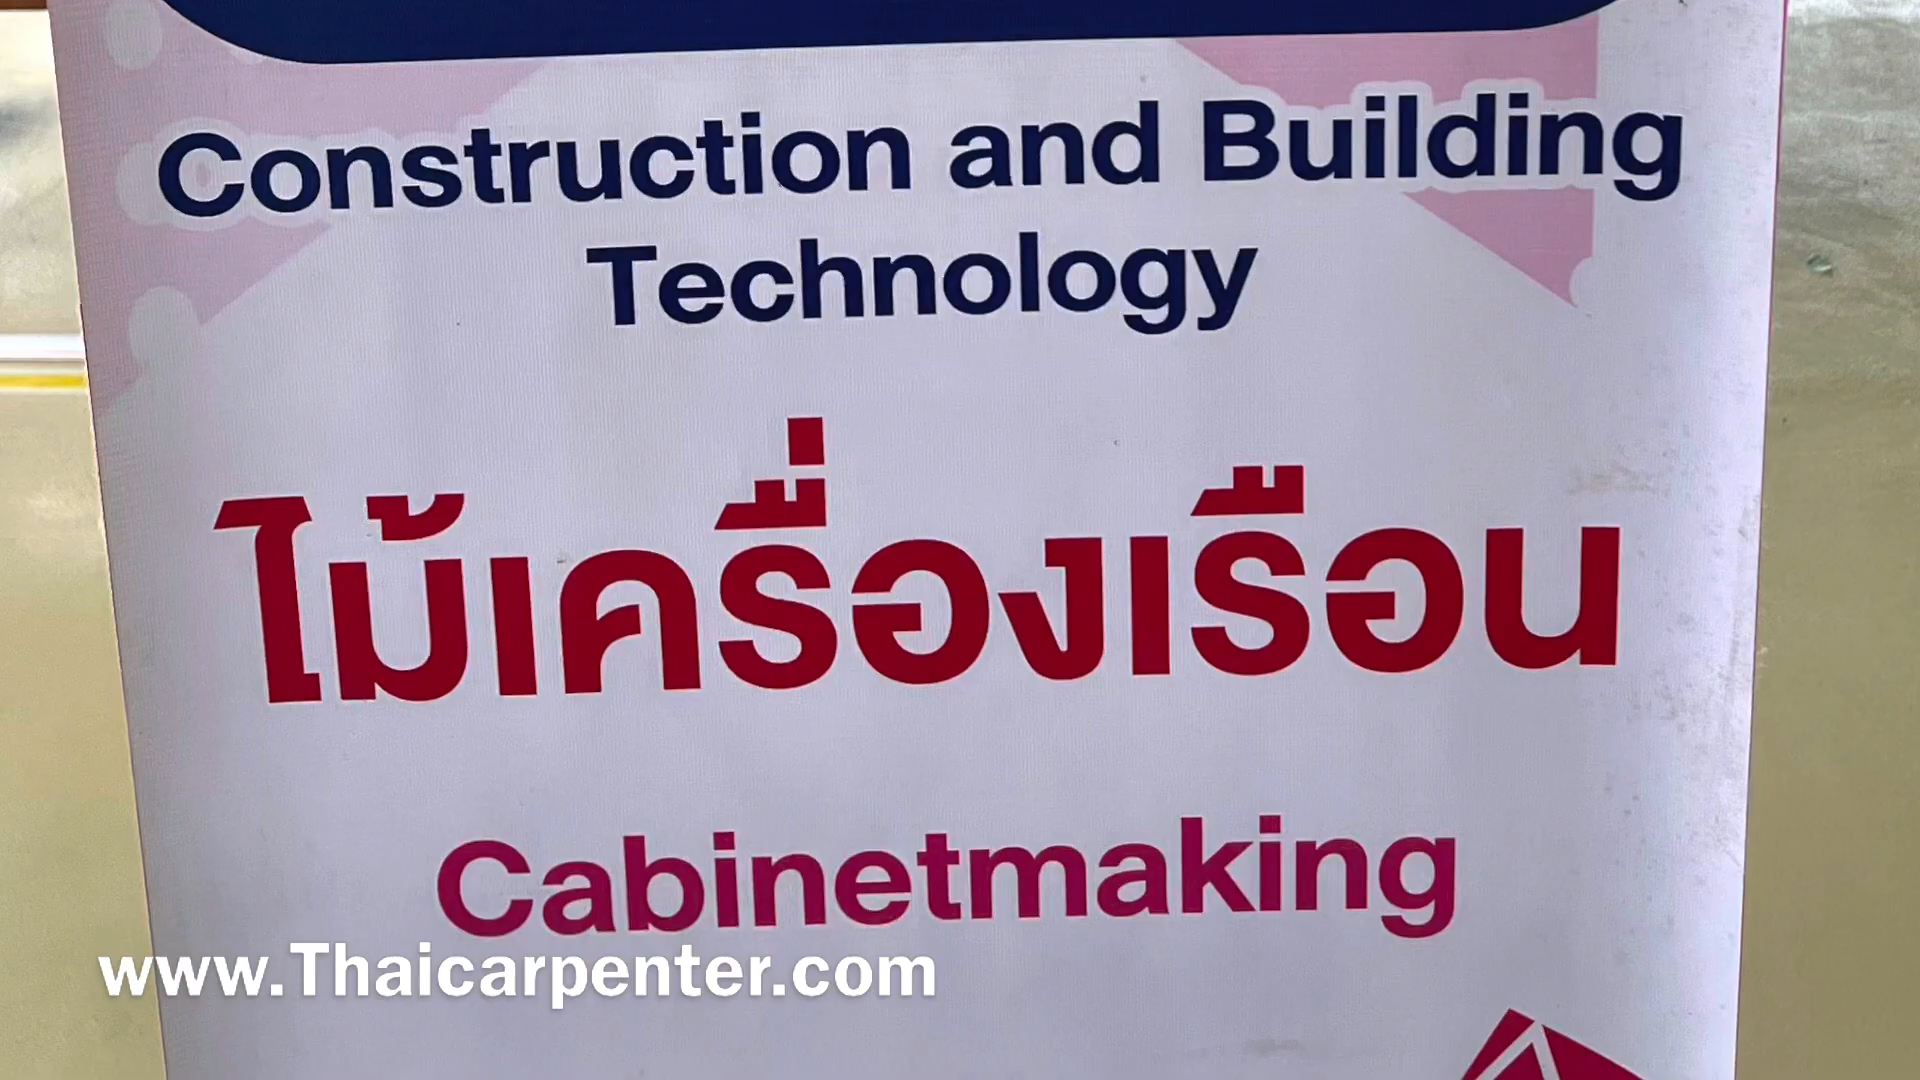 Construction and Building
Technology
ไม้เครื่องเรือน
Cabinetmaking
www.Thaicarpenter.com